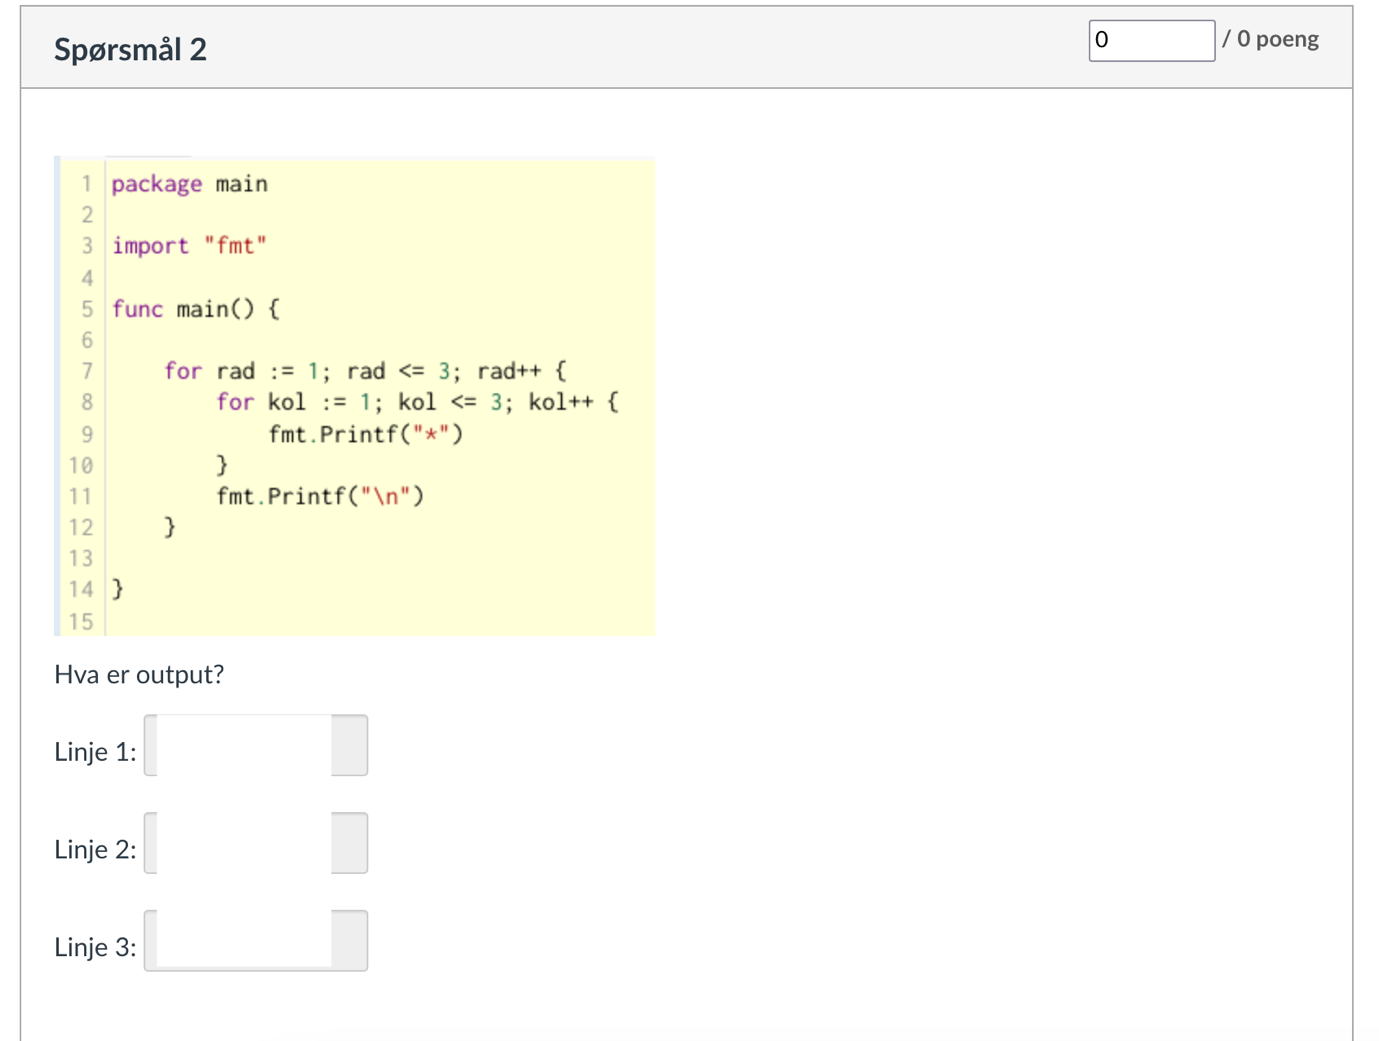 Spørsmål 2
0 / 0 poeng
1 package main
2
3 import "fmt"
4
5 func main() {
6
7     for rad := 1; rad <= 3; rad++ {
8         for kol := 1; kol <= 3; kol++ {
9             fmt.Printf("*")
10         }
11         fmt.Printf("\n")
12     }
13
14 }
15
Hva er output?
Linje 1:
Linje 2:
Linje 3: